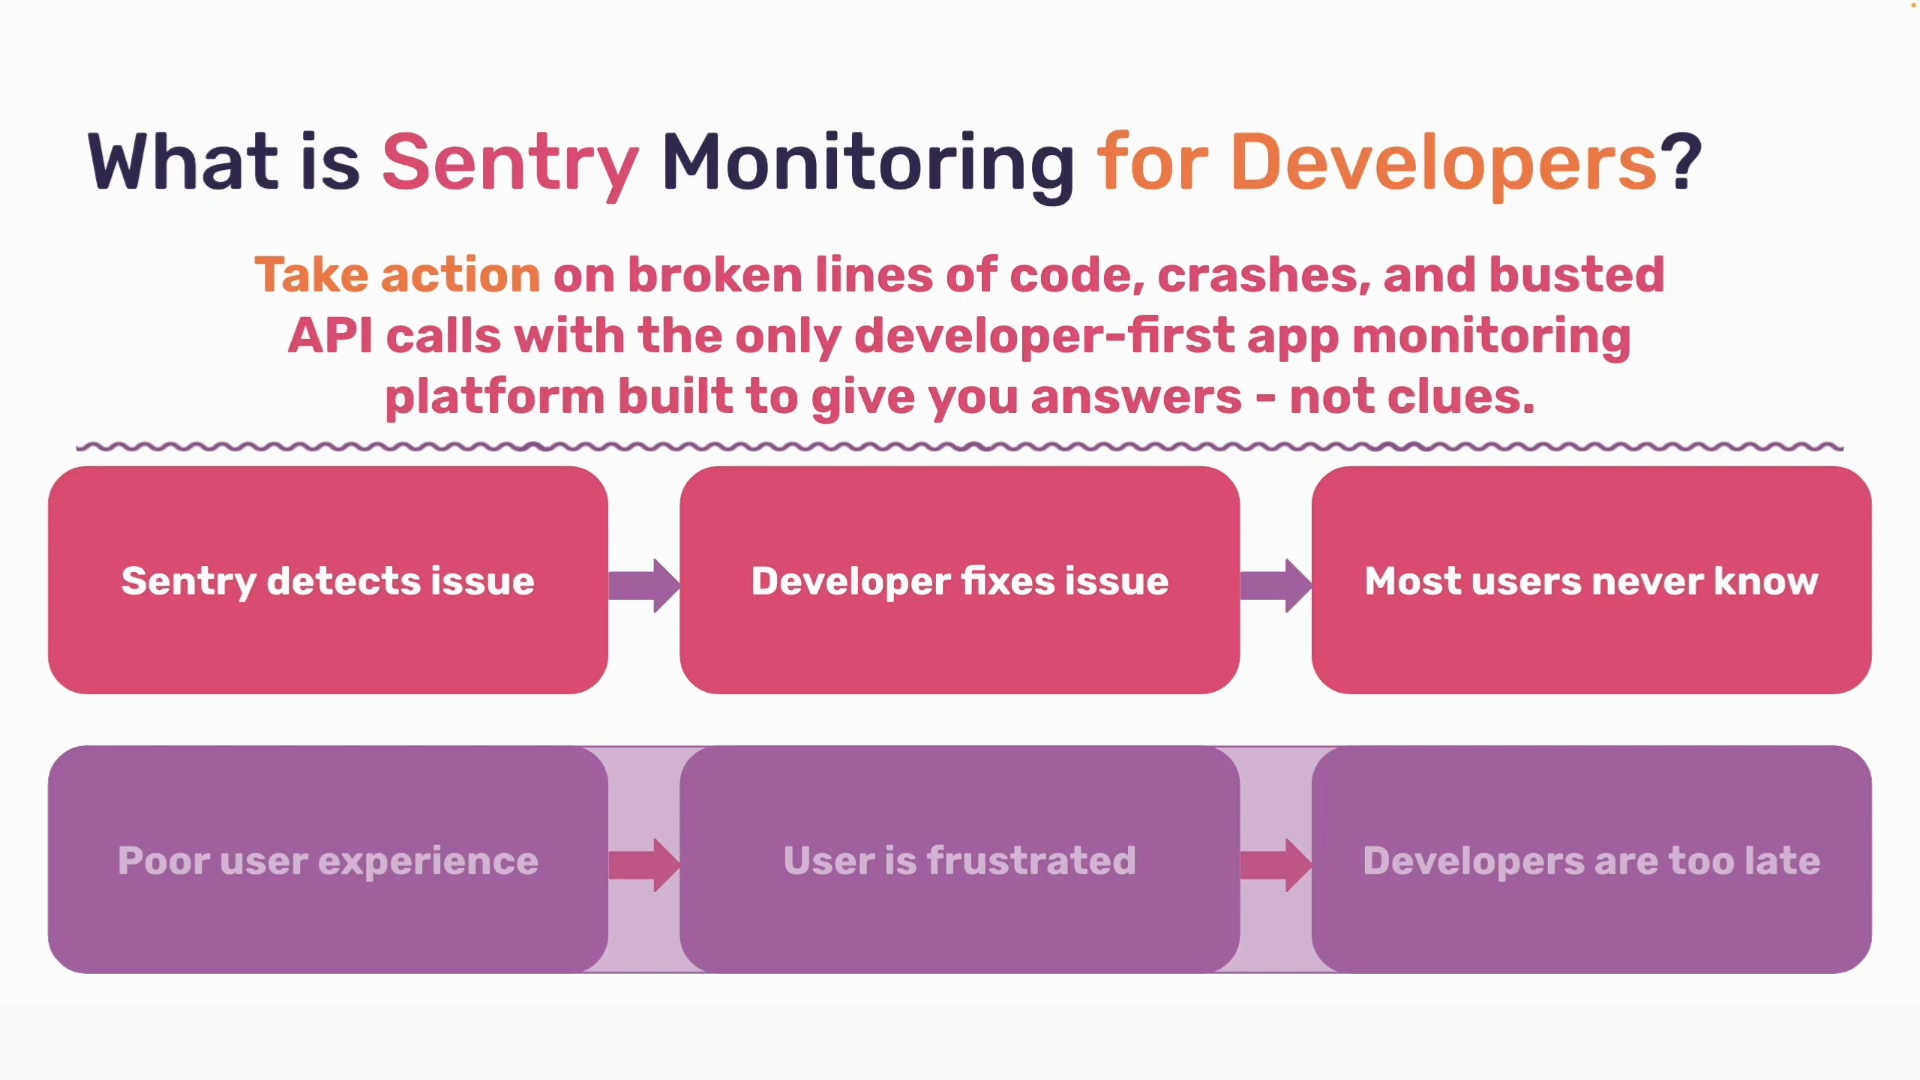 What is Sentry Monitoring for Developers?
Take action on broken lines of code, crashes, and busted
API calls with the only developer-first app monitoring
platform built to give you answers - not clues.
Sentry detects issue
Developer fixes issue
Most users never know
Poor user experience
User is frustrated
Developers are too late